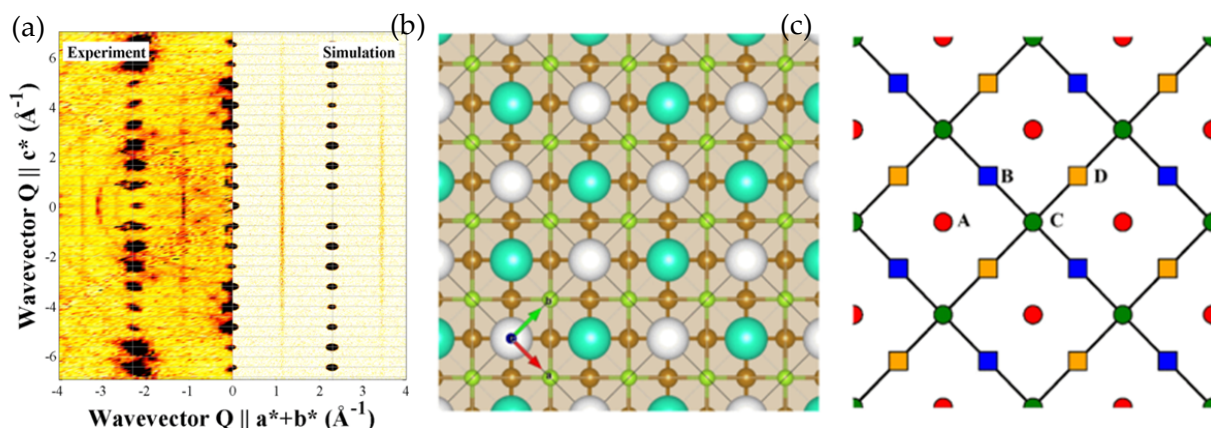 (a)
(b)
(c)
Experiment
Simulation
6
4
2
0
-2
-4
-6
-4
-3
-2
-1
0
1
2
3
4
Wavevector Q || c* (Å⁻¹)
Wavevector Q || a*+b* (Å⁻¹)
b
a
A
B
C
D